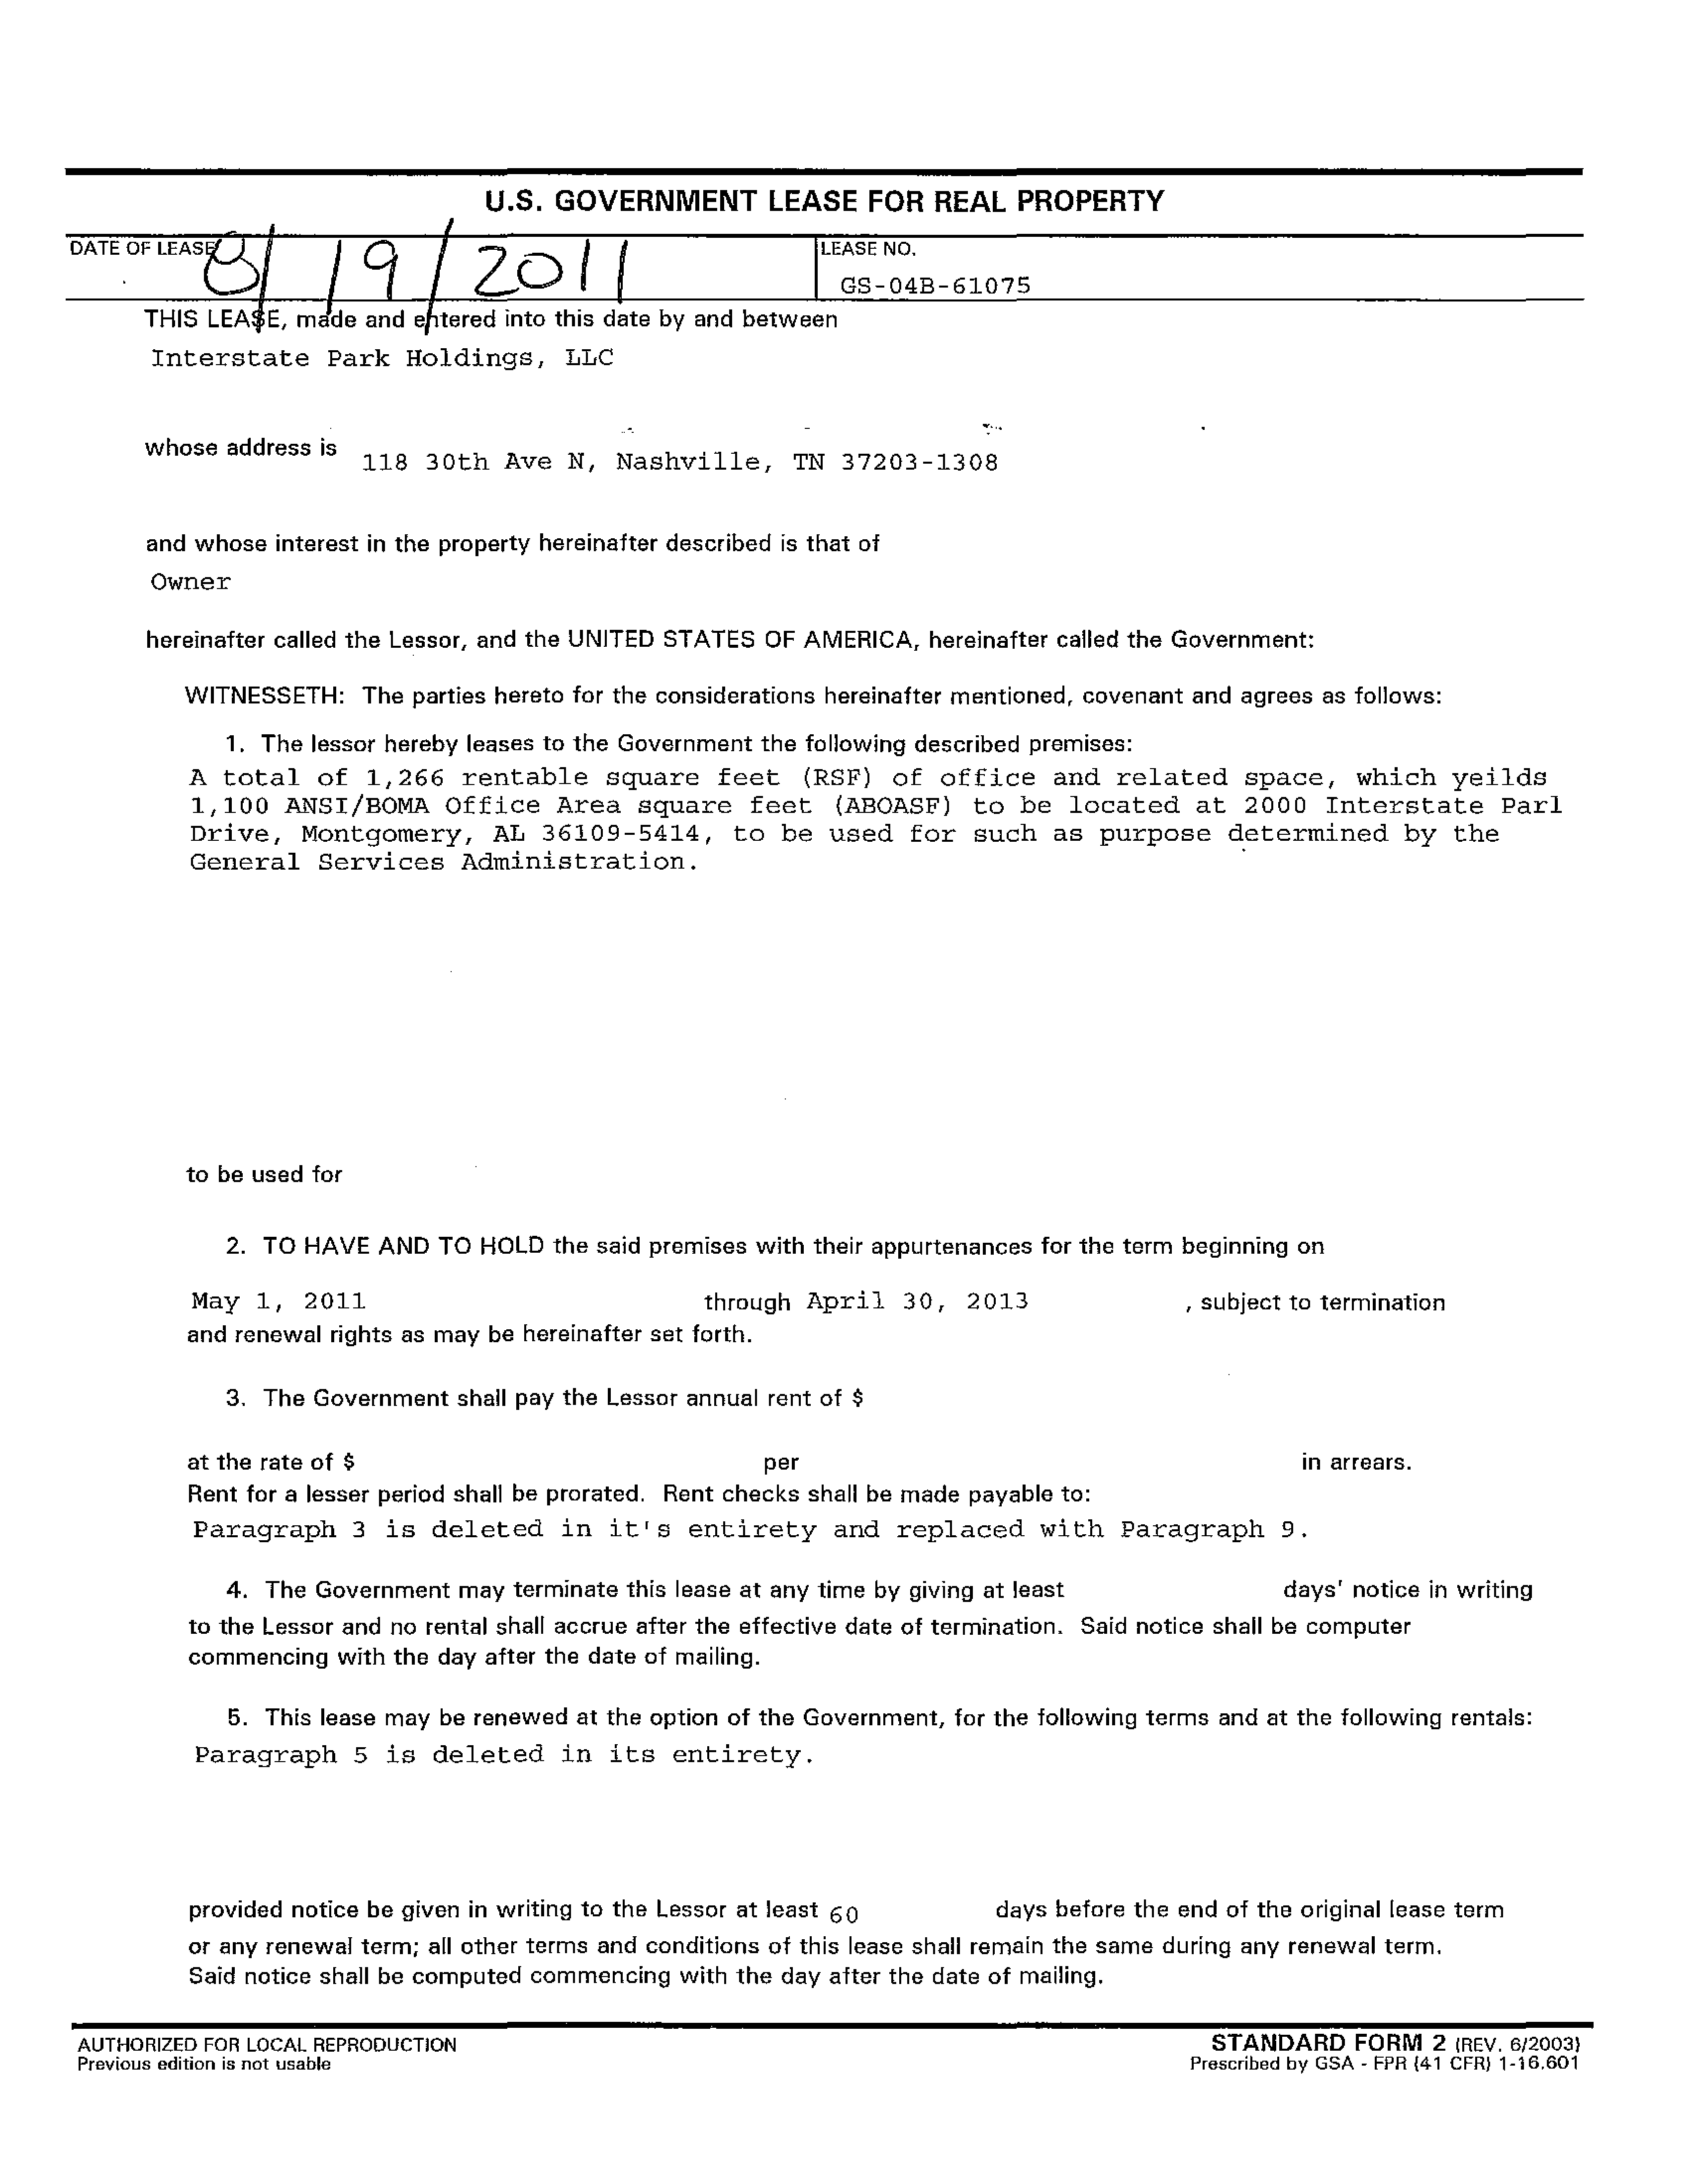 U.S. GOVERNMENT LEASE FOR REAL PROPERTY
DATE OF LEASE
8/19/2011
LEASE NO.
GS-04B-61075
THIS LEASE, made and entered into this date by and between
Interstate Park Holdings, LLC
whose address is 118 30th Ave N, Nashville, TN 37203-1308
and whose interest in the property hereinafter described is that of
Owner
hereinafter called the Lessor, and the UNITED STATES OF AMERICA, hereinafter called the Government:
WITNESSETH: The parties hereto for the considerations hereinafter mentioned, covenant and agrees as follows:
1. The lessor hereby leases to the Government the following described premises:
A total of 1,266 rentable square feet (RSF) of office and related space, which yeilds
1,100 ANSI/BOMA Office Area square feet (ABOASF) to be located at 2000 Interstate Parl
Drive, Montgomery, AL 36109-5414, to be used for such as purpose determined by the
General Services Administration.
to be used for
2. TO HAVE AND TO HOLD the said premises with their appurtenances for the term beginning on
May 1, 2011 through April 30, 2013 , subject to termination
and renewal rights as may be hereinafter set forth.
3. The Government shall pay the Lessor annual rent of $
at the rate of $ per in arrears.
Rent for a lesser period shall be prorated. Rent checks shall be made payable to:
Paragraph 3 is deleted in it's entirety and replaced with Paragraph 9.
4. The Government may terminate this lease at any time by giving at least days' notice in writing
to the Lessor and no rental shall accrue after the effective date of termination. Said notice shall be computer
commencing with the day after the date of mailing.
5. This lease may be renewed at the option of the Government, for the following terms and at the following rentals:
Paragraph 5 is deleted in its entirety.
provided notice be given in writing to the Lessor at least 60 days before the end of the original lease term
or any renewal term; all other terms and conditions of this lease shall remain the same during any renewal term.
Said notice shall be computed commencing with the day after the date of mailing.
AUTHORIZED FOR LOCAL REPRODUCTION
Previous edition is not usable
STANDARD FORM 2 (REV. 6/2003)
Prescribed by GSA - FPR (41 CFR) 1-16.601